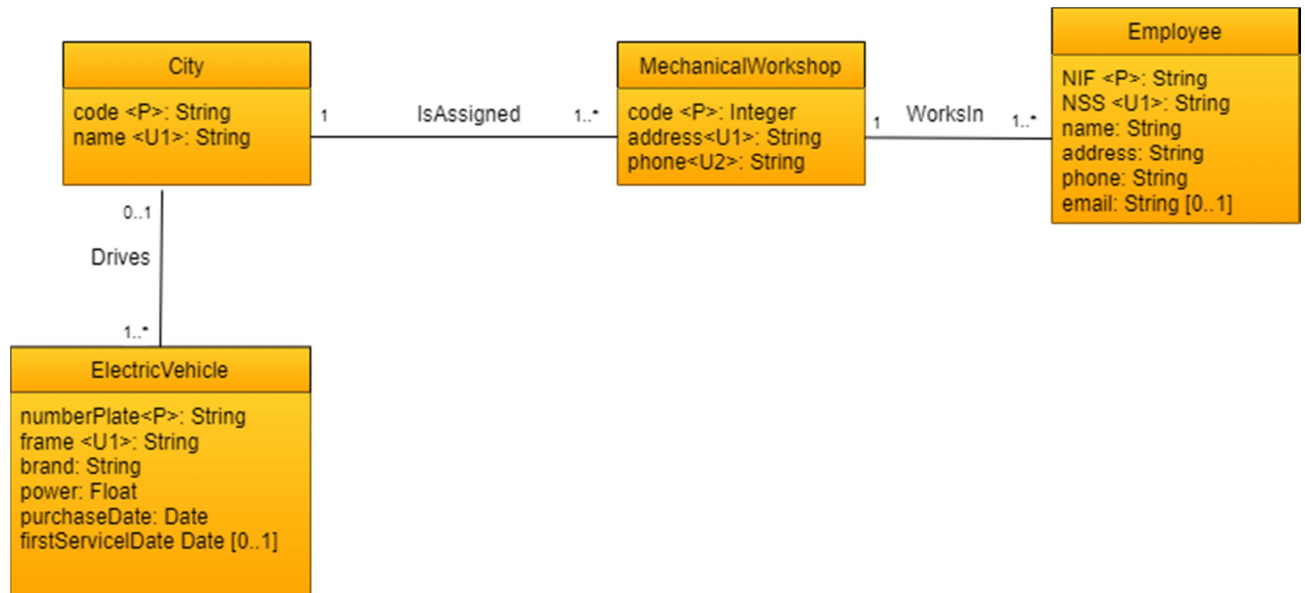 City
code <P>: String
name <U1>: String
1
IsAssigned
1..*
MechanicalWorkshop
code <P>: Integer
address<U1>: String
phone<U2>: String
1
WorksIn
1..*
Employee
NIF <P>: String
NSS <U1>: String
name: String
address: String
phone: String
email: String [0..1]
0..1
Drives
1..*
ElectricVehicle
numberPlate<P>: String
frame <U1>: String
brand: String
power: Float
purchaseDate: Date
firstServicelDate Date [0..1]